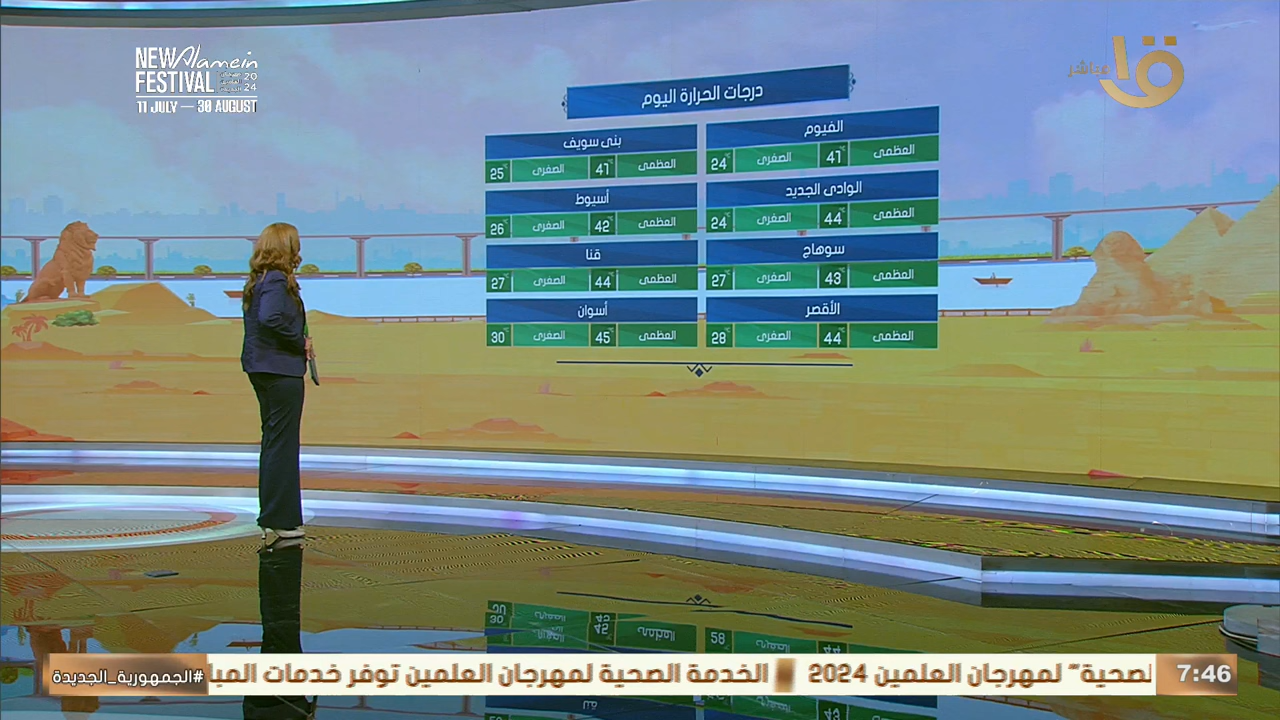 NEW Alamein
FESTIVAL 20
24
11 JULY — 30 AUGUST
مباشر
درجات الحرارة اليوم
الفيوم
العظمى 41 الصغرى 24
بنى سويف
العظمى 41 الصغرى 25
الوادى الجديد
العظمى 44 الصغرى 24
أسيوط
العظمى 42 الصغرى 26
سوهاج
العظمى 43 الصغرى 27
قنا
العظمى 44 الصغرى 27
الأقصر
العظمى 44 الصغرى 28
أسوان
العظمى 45 الصغرى 30
7:46
لصحية" لمهرجان العلمين 2024 الخدمة الصحية لمهرجان العلمين توفر خدمات المبا
#الجمهورية_الجديدة